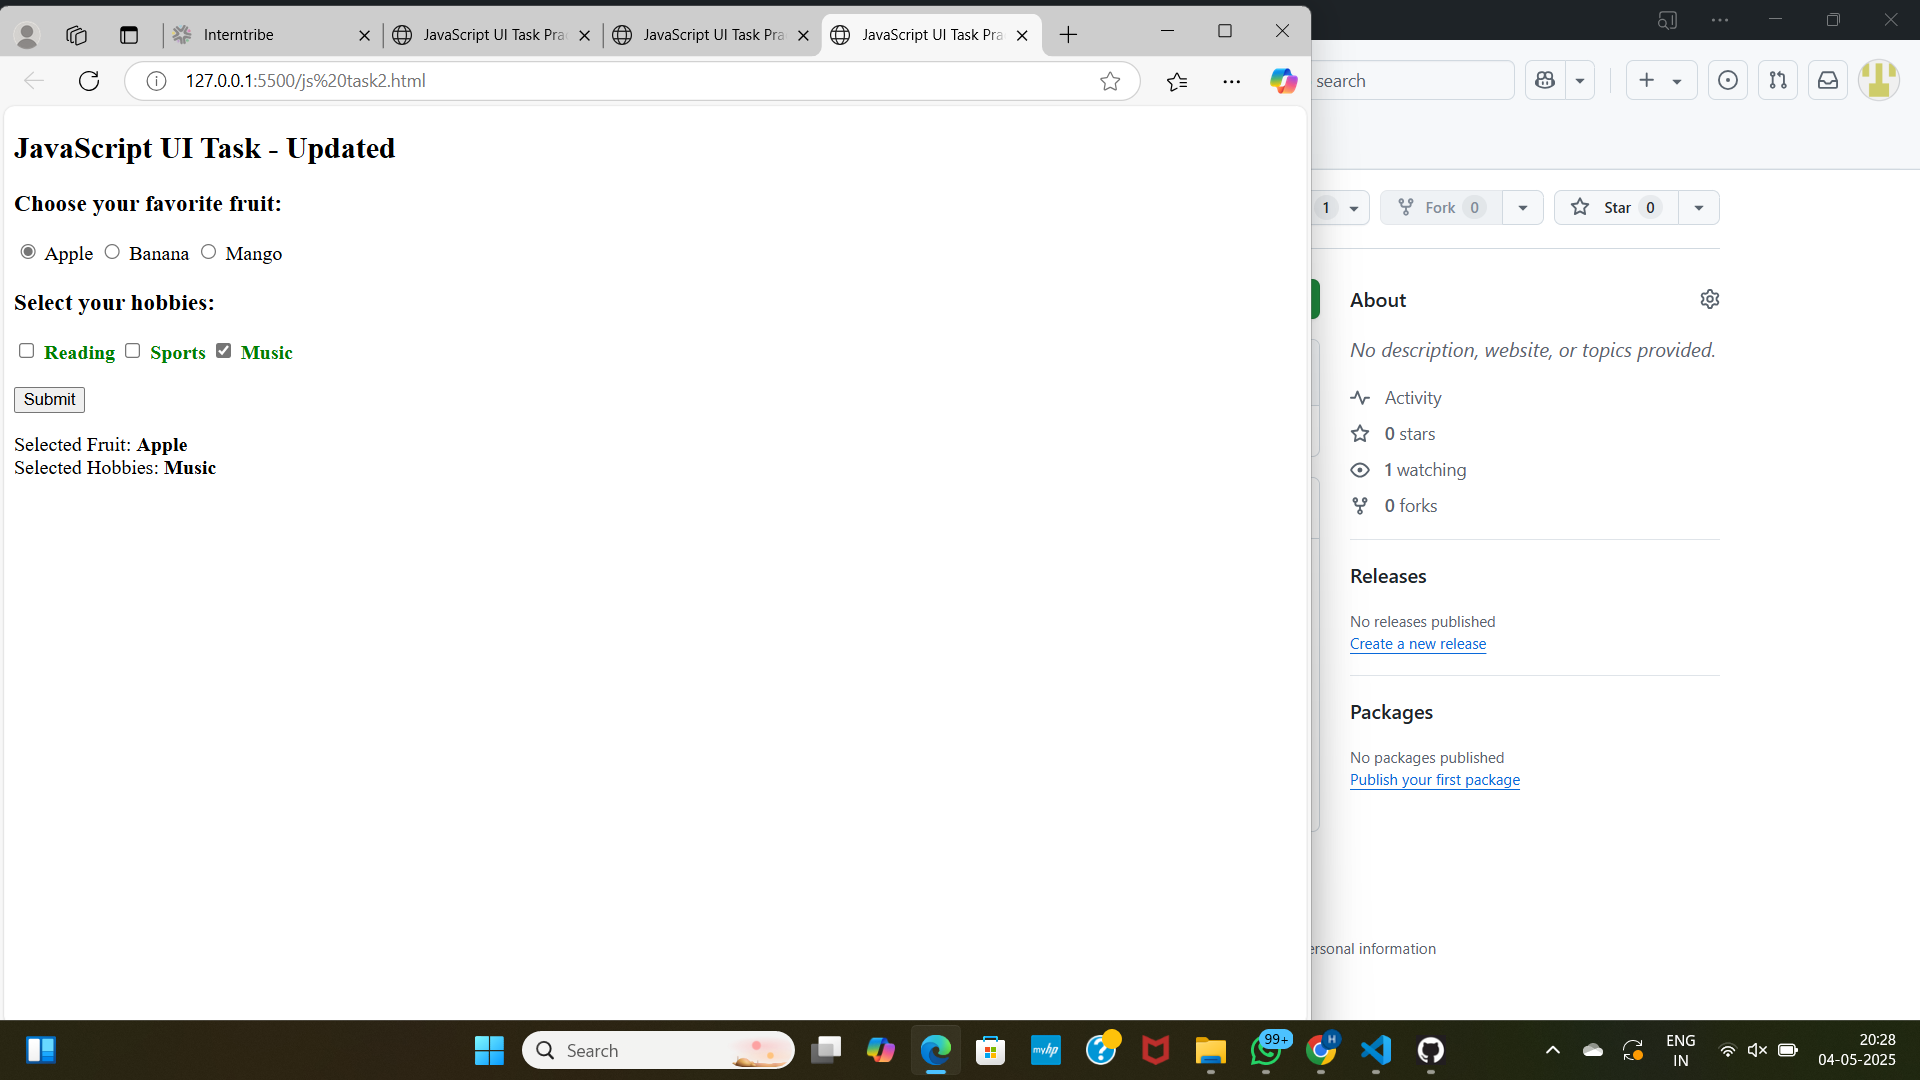 Interntribe
JavaScript UI Task Pra
JavaScript UI Task Pra
JavaScript UI Task Pra
127.0.0.1:5500/js%20task2.html
search
JavaScript UI Task - Updated
Choose your favorite fruit:
Apple Banana Mango
Select your hobbies:
Reading Sports Music
Submit
Selected Fruit: Apple
Selected Hobbies: Music
1
Fork 0
Star 0
About
No description, website, or topics provided.
Activity
0 stars
1 watching
0 forks
Releases
No releases published
Create a new release
Packages
No packages published
Publish your first package
ersonal information
Search
myhp
99+
H
ENG
IN
20:28
04-05-2025